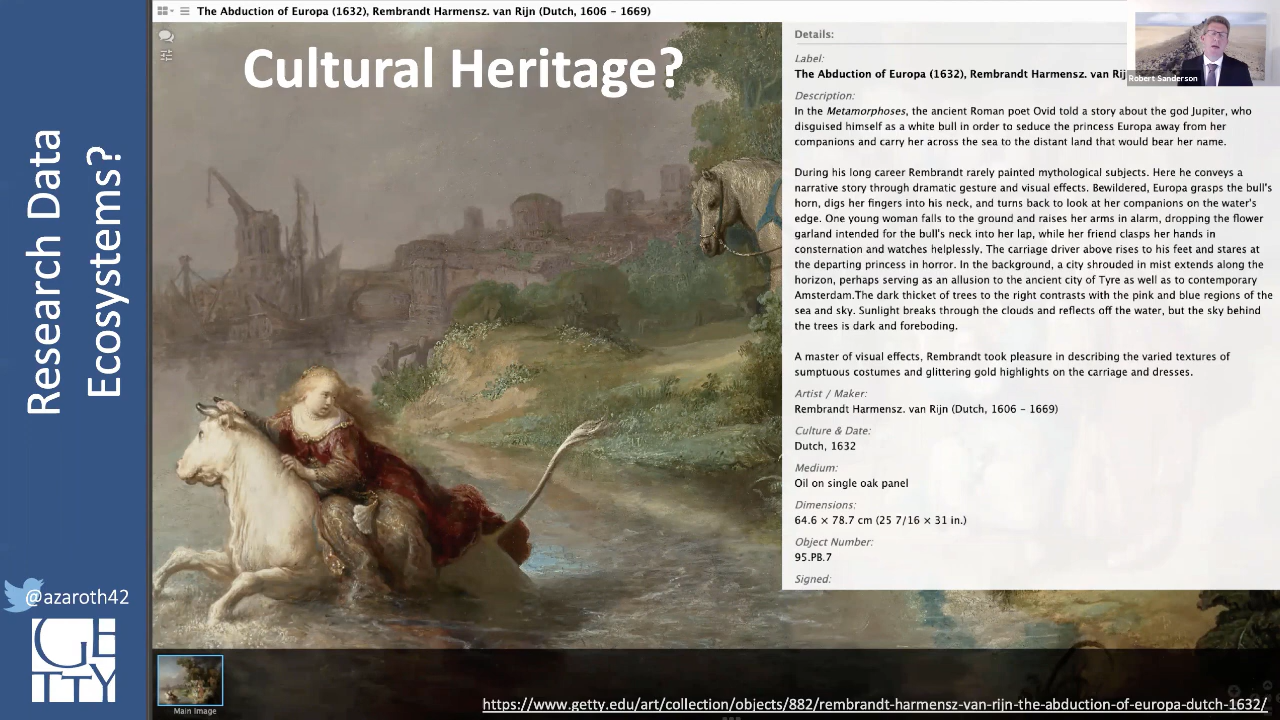 The Abduction of Europa (1632), Rembrandt Harmensz. van Rijn (Dutch, 1606 - 1669)
Cultural Heritage?
Research Data
Ecosystems?
@azaroth42
GETTY
Details:
Label:
The Abduction of Europa (1632), Rembrandt Harmensz. van Rij
Robert Sanderson
Description:
In the Metamorphoses, the ancient Roman poet Ovid told a story about the god Jupiter, who
disguised himself as a white bull in order to seduce the princess Europa away from her
companions and carry her across the sea to the distant land that would bear her name.
During his long career Rembrandt rarely painted mythological subjects. Here he conveys a
narrative story through dramatic gesture and visual effects. Bewildered, Europa grasps the bull's
horn, digs her fingers into his neck, and turns back to look at her companions on the water's
edge. One young woman falls to the ground and raises her arms in alarm, dropping the flower
garland intended for the bull's neck into her lap, while her friend clasps her hands in
consternation and watches helplessly. The carriage driver above rises to his feet and stares at
the departing princess in horror. In the background, a city shrouded in mist extends along the
horizon, perhaps serving as an allusion to the ancient city of Tyre as well as to contemporary
Amsterdam.The dark thicket of trees to the right contrasts with the pink and blue regions of the
sea and sky. Sunlight breaks through the clouds and reflects off the water, but the sky behind
the trees is dark and foreboding.
A master of visual effects, Rembrandt took pleasure in describing the varied textures of
sumptuous costumes and glittering gold highlights on the carriage and dresses.
Artist / Maker:
Rembrandt Harmensz. van Rijn (Dutch, 1606 - 1669)
Culture & Date:
Dutch, 1632
Medium:
Oil on single oak panel
Dimensions:
64.6 × 78.7 cm (25 7/16 × 31 in.)
Object Number:
95.PB.7
Signed:
Main Image
https://www.getty.edu/art/collection/objects/882/rembrandt-harmensz-van-rijn-the-abduction-of-europa-dutch-1632/